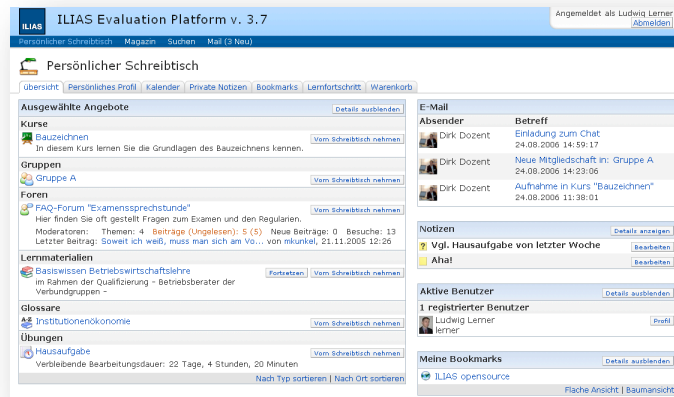 ILIAS
ILIAS Evaluation Platform v. 3.7
Angemeldet als Ludwig Lerner
Abmelden
Persönlicher Schreibtisch Magazin Suchen Mail (3 Neu)
Persönlicher Schreibtisch
Übersicht Persönliches Profil Kalender Private Notizen Bookmarks Lernfortschritt Warenkorb
Ausgewählte Angebote Details ausblenden
Kurse
Bauzeichnen Vom Schreibtisch nehmen
In diesem Kurs lernen Sie die Grundlagen des Bauzeichnens kennen.
Gruppen
Gruppe A Vom Schreibtisch nehmen
Foren
FAQ-Forum "Examenssprechstunde" Vom Schreibtisch nehmen
Hier finden Sie oft gestellt Fragen zum Examen und den Regularien.
Moderatoren: Themen: 4 Beiträge (Ungelesen): 5 (5) Neue Beiträge: 0 Besuche: 13
Letzter Beitrag: Soweit ich weiß, muss man sich am Vo... von mkunkel, 21.11.2005 12:26
Lernmaterialien
Basiswissen Betriebswirtschaftslehre Fortsetzen Vom Schreibtisch nehmen
im Rahmen der Qualifizierung - Betriebsberater der
Verbundgruppen -
Glossare
Institutionenökonomie Vom Schreibtisch nehmen
Übungen
Hausaufgabe Vom Schreibtisch nehmen
Verbleibende Bearbeitungsdauer: 22 Tage, 4 Stunden, 20 Minuten
Nach Typ sortieren | Nach Ort sortieren
E-Mail
Absender Betreff
Dirk Dozent Einladung zum Chat
24.08.2006 14:59:17
Dirk Dozent Neue Mitgliedschaft in: Gruppe A
24.08.2006 14:23:06
Dirk Dozent Aufnahme in Kurs "Bauzeichnen"
24.08.2006 11:38:01
Notizen Details anzeigen
Vgl. Hausaufgabe von letzter Woche Bearbeiten
Aha! Bearbeiten
Aktive Benutzer Details ausblenden
1 registrierter Benutzer
Ludwig Lerner Profil
lerner
Meine Bookmarks Details ausblenden
ILIAS opensource
Flache Ansicht | Baumansicht